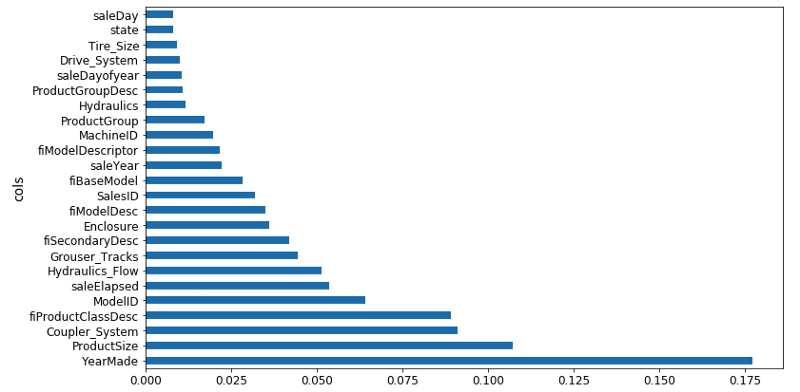 saleDay
state
Tire_Size
Drive_System
saleDayofyear
ProductGroupDesc
Hydraulics
ProductGroup
MachineID
fiModelDescriptor
saleYear
fiBaseModel
SalesID
fiModelDesc
Enclosure
fiSecondaryDesc
Grouser_Tracks
Hydraulics_Flow
saleElapsed
ModelID
fiProductClassDesc
Coupler_System
ProductSize
YearMade
cols
0.000 0.025 0.050 0.075 0.100 0.125 0.150 0.175